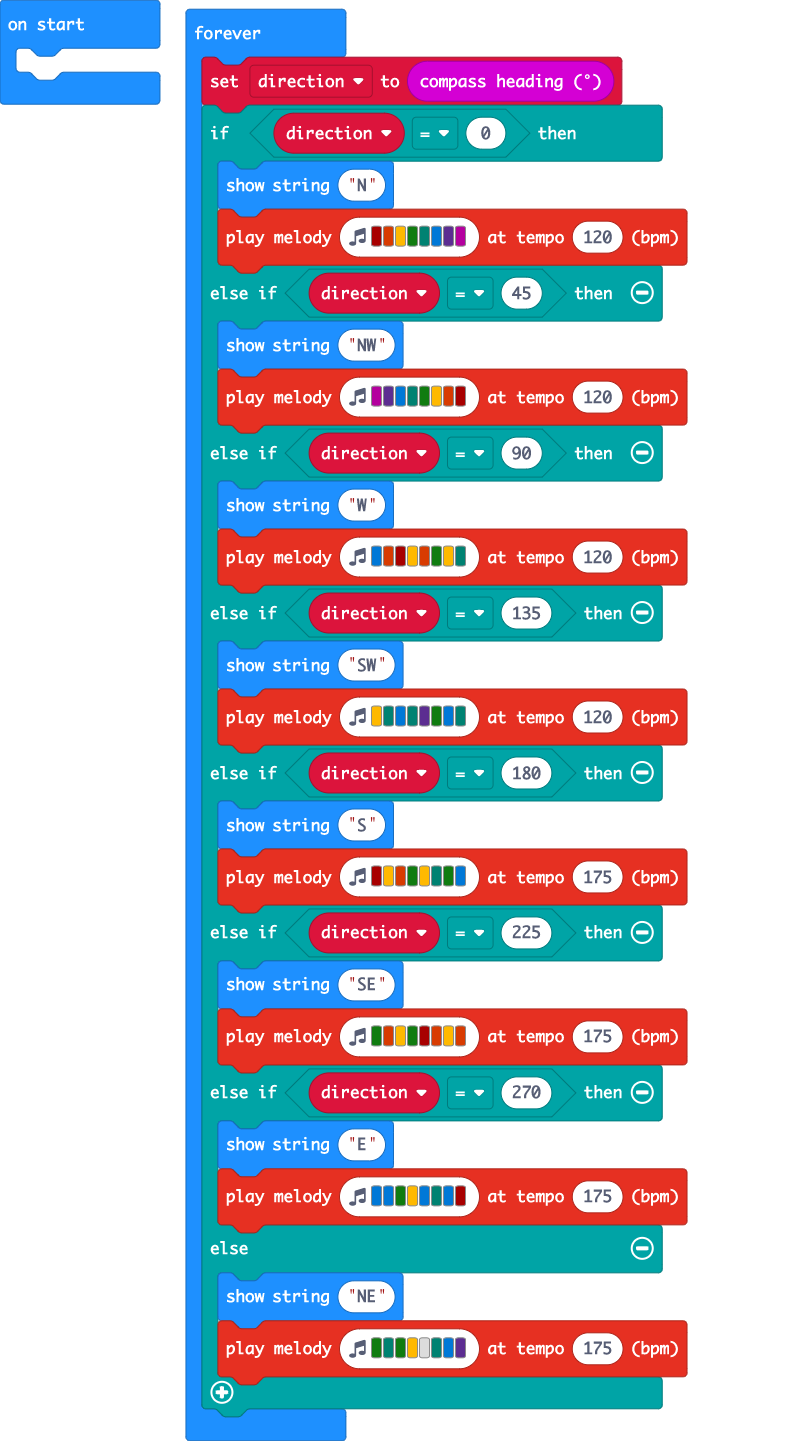 on start
forever
set direction to compass heading (°)
if direction = 0 then
show string "N"
play melody at tempo 120 (bpm)
else if direction = 45 then
show string "NW"
play melody at tempo 120 (bpm)
else if direction = 90 then
show string "W"
play melody at tempo 120 (bpm)
else if direction = 135 then
show string "SW"
play melody at tempo 120 (bpm)
else if direction = 180 then
show string "S"
play melody at tempo 175 (bpm)
else if direction = 225 then
show string "SE"
play melody at tempo 175 (bpm)
else if direction = 270 then
show string "E"
play melody at tempo 175 (bpm)
else
show string "NE"
play melody at tempo 175 (bpm)